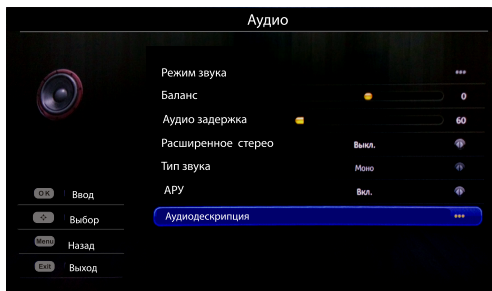 Аудио
Режим звука
Баланс 0
Аудио задержка 60
Расширенное стерео Выкл.
Тип звука Моно
АРУ Вкл.
Аудиодескрипция
OK Ввод
Выбор
Menu Назад
Exit Выход